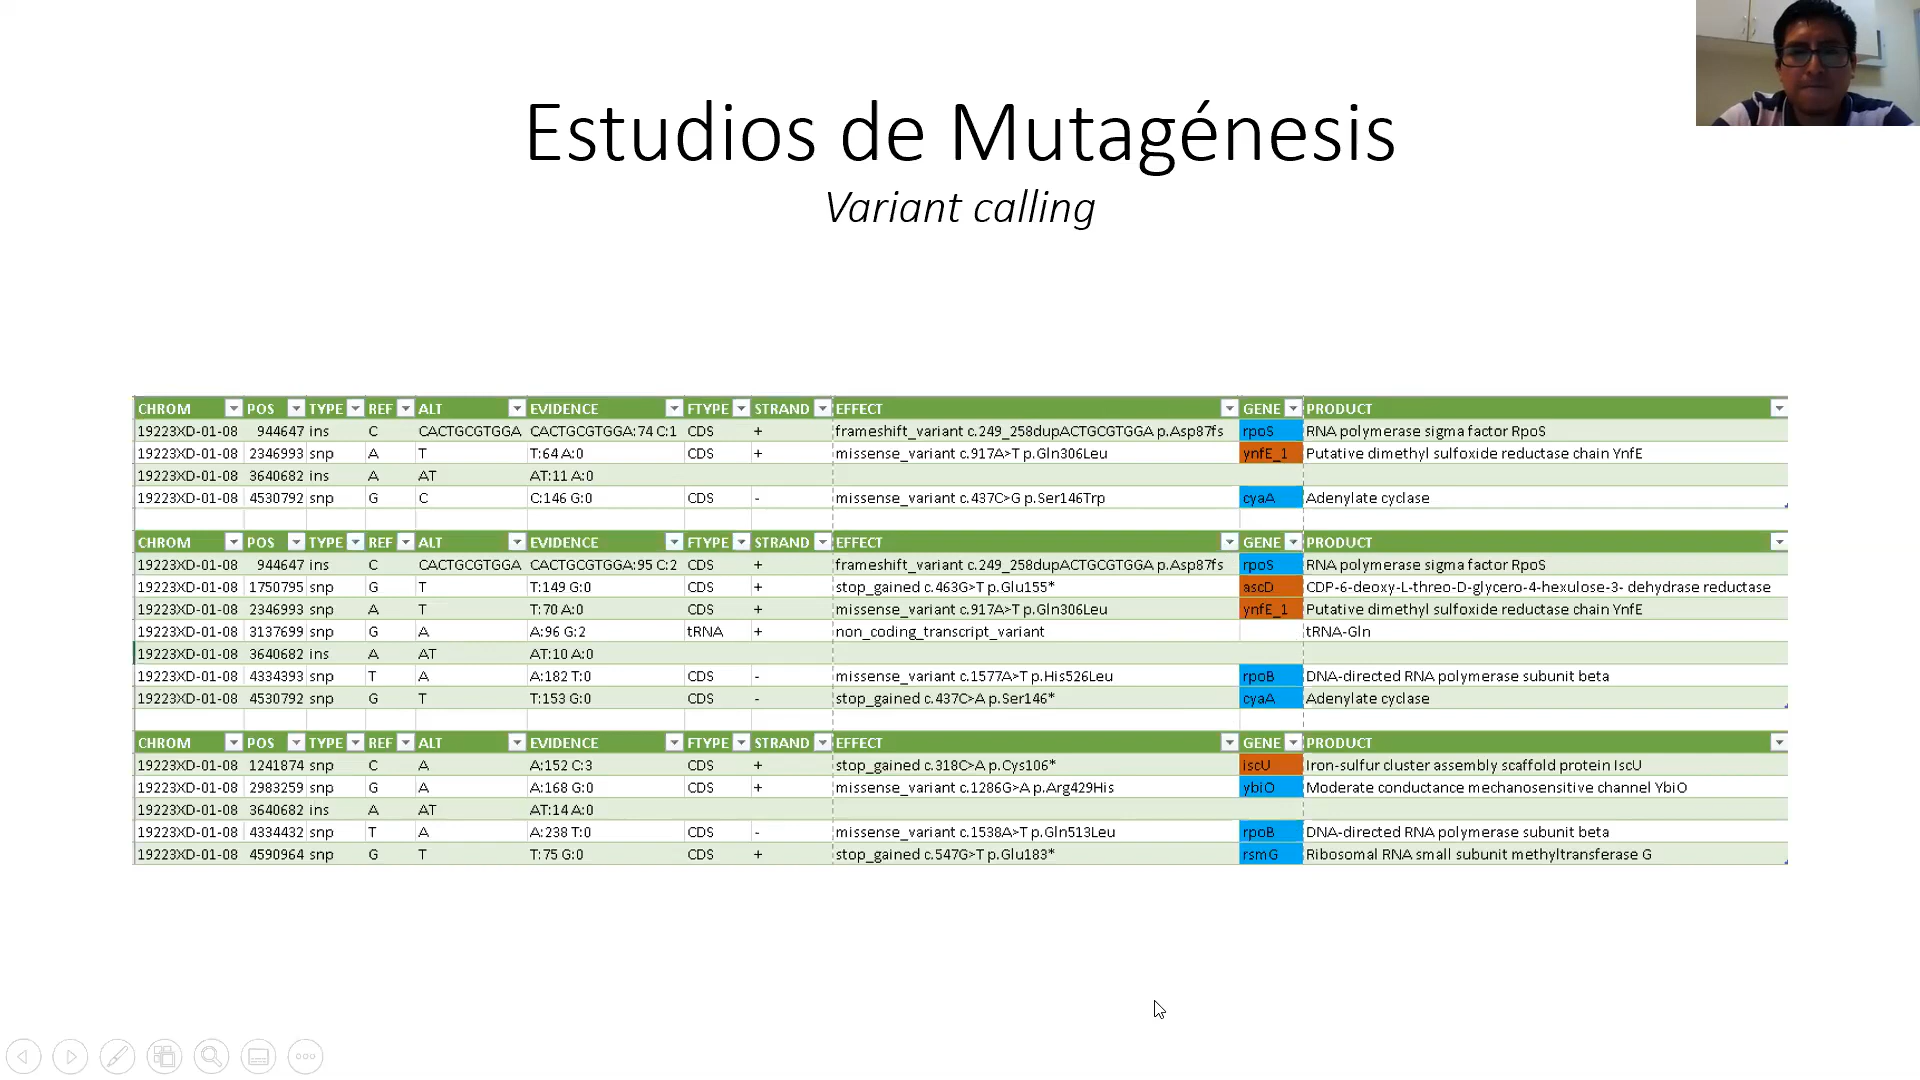 Estudios de Mutagénesis
Variant calling
CHROM POS TYPE REF ALT EVIDENCE FTYPE STRAND EFFECT GENE PRODUCT
19223XD-01-08 944647 ins C CACTGCGTGGA CACTGCGTGGA:74 C:1 CDS + frameshift_variant c.249_258dupACTGCGTGGA p.Asp87fs rpoS RNA polymerase sigma factor RpoS
19223XD-01-08 2346993 snp A T T:64 A:0 CDS + missense_variant c.917A>T p.Gln306Leu ynfE_1 Putative dimethyl sulfoxide reductase chain YnfE
19223XD-01-08 3640682 ins A AT AT:11 A:0
19223XD-01-08 4530792 snp G C C:146 G:0 CDS - missense_variant c.437C>G p.Ser146Trp cyaA Adenylate cyclase
CHROM POS TYPE REF ALT EVIDENCE FTYPE STRAND EFFECT GENE PRODUCT
19223XD-01-08 944647 ins C CACTGCGTGGA CACTGCGTGGA:95 C:2 CDS + frameshift_variant c.249_258dupACTGCGTGGA p.Asp87fs rpoS RNA polymerase sigma factor RpoS
19223XD-01-08 1750795 snp G T T:149 G:0 CDS + stop_gained c.463G>T p.Glu155* ascD CDP-6-deoxy-L-threo-D-glycero-4-hexulose-3- dehydrase reductase
19223XD-01-08 2346993 snp A T T:70 A:0 CDS + missense_variant c.917A>T p.Gln306Leu ynfE_1 Putative dimethyl sulfoxide reductase chain YnfE
19223XD-01-08 3137699 snp G A A:96 G:2 tRNA + non_coding_transcript_variant tRNA-Gln
19223XD-01-08 3640682 ins A AT AT:10 A:0
19223XD-01-08 4334393 snp T A A:182 T:0 CDS - missense_variant c.1577A>T p.His526Leu rpoB DNA-directed RNA polymerase subunit beta
19223XD-01-08 4530792 snp G T T:153 G:0 CDS - stop_gained c.437C>A p.Ser146* cyaA Adenylate cyclase
CHROM POS TYPE REF ALT EVIDENCE FTYPE STRAND EFFECT GENE PRODUCT
19223XD-01-08 1241874 snp C A A:152 C:3 CDS + stop_gained c.318C>A p.Cys106* iscU Iron-sulfur cluster assembly scaffold protein IscU
19223XD-01-08 2983259 snp G A A:168 G:0 CDS + missense_variant c.1286G>A p.Arg429His ybiO Moderate conductance mechanosensitive channel YbiO
19223XD-01-08 3640682 ins A AT AT:14 A:0
19223XD-01-08 4334432 snp T A A:238 T:0 CDS - missense_variant c.1538A>T p.Gln513Leu rpoB DNA-directed RNA polymerase subunit beta
19223XD-01-08 4590964 snp G T T:75 G:0 CDS + stop_gained c.547G>T p.Glu183* rsmG Ribosomal RNA small subunit methyltransferase G